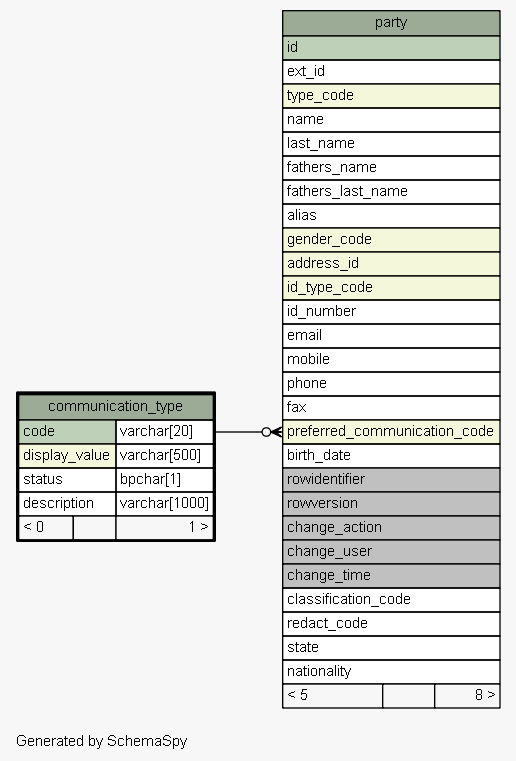 party
id
ext_id
type_code
name
last_name
fathers_name
fathers_last_name
alias
gender_code
address_id
id_type_code
id_number
email
mobile
phone
fax
preferred_communication_code
birth_date
rowidentifier
rowversion
change_action
change_user
change_time
classification_code
redact_code
state
nationality
< 5 8 >
communication_type
code varchar[20]
display_value varchar[500]
status bpchar[1]
description varchar[1000]
< 0 1 >
Generated by SchemaSpy